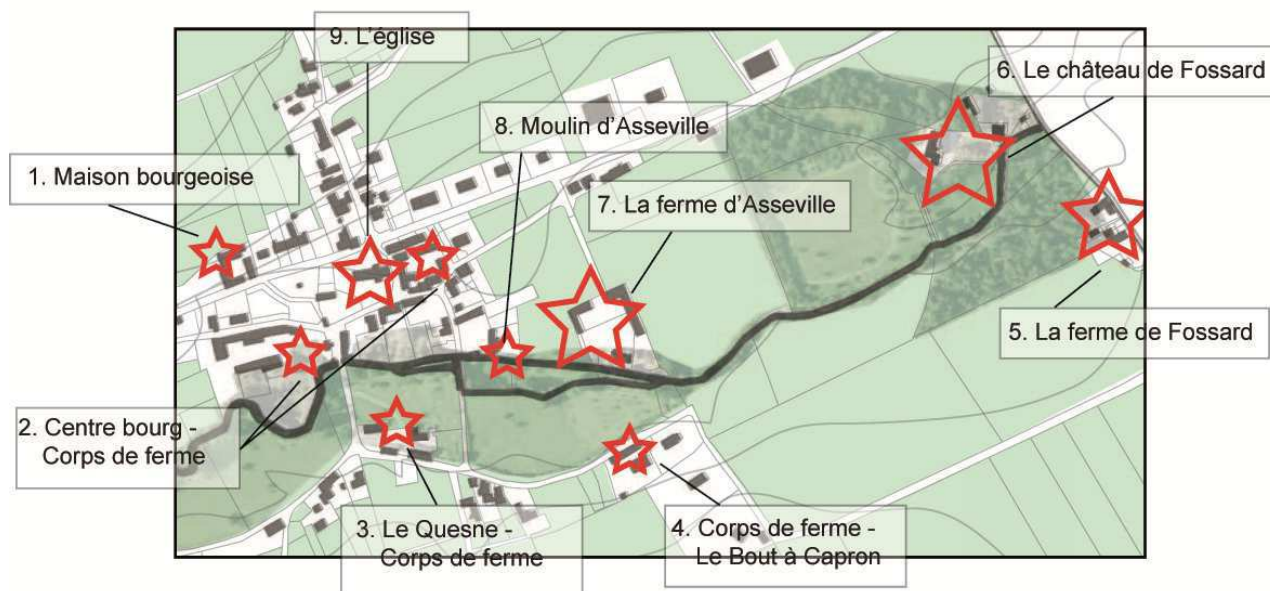 9. L'église
6. Le château de Fossard
8. Moulin d'Asseville
1. Maison bourgeoise
7. La ferme d'Asseville
5. La ferme de Fossard
2. Centre bourg -
Corps de ferme
3. Le Quesne -
Corps de ferme
4. Corps de ferme -
Le Bout à Capron